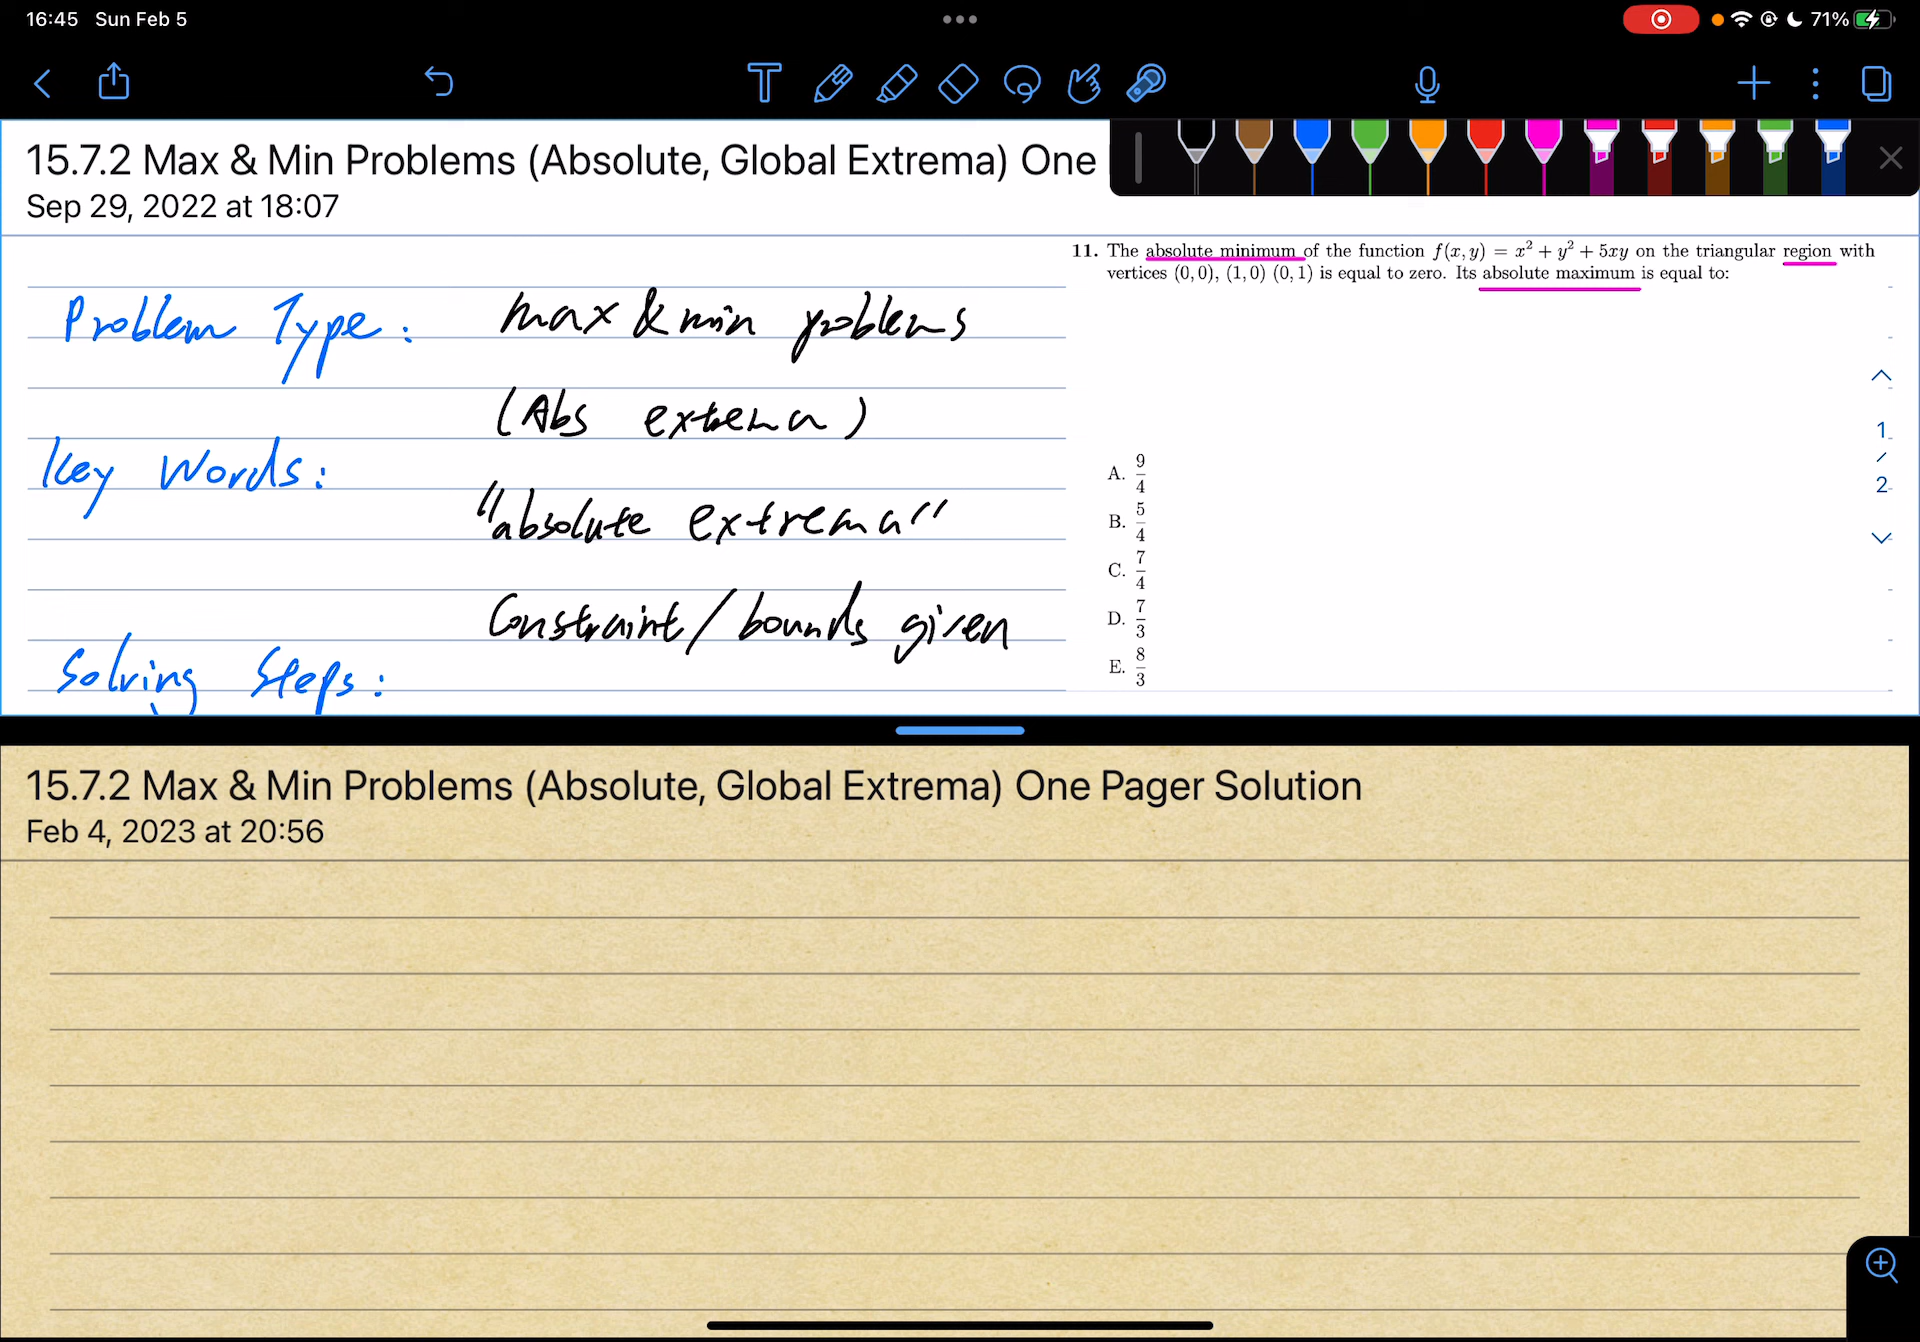 16:45 Sun Feb 5
71%
15.7.2 Max & Min Problems (Absolute, Global Extrema) One
Sep 29, 2022 at 18:07
Problem Type:
max & min problems
(Abs extrema)
Key Words:
"absolute extrema"
Constraint/bounds given
Solving Steps:
11. The absolute minimum of the function f(x, y) = x² + y² + 5xy on the triangular region with
vertices (0, 0), (1, 0) (0, 1) is equal to zero. Its absolute maximum is equal to:
A. 9/4
B. 5/4
C. 7/4
D. 7/3
E. 8/3
1
/
2
15.7.2 Max & Min Problems (Absolute, Global Extrema) One Pager Solution
Feb 4, 2023 at 20:56